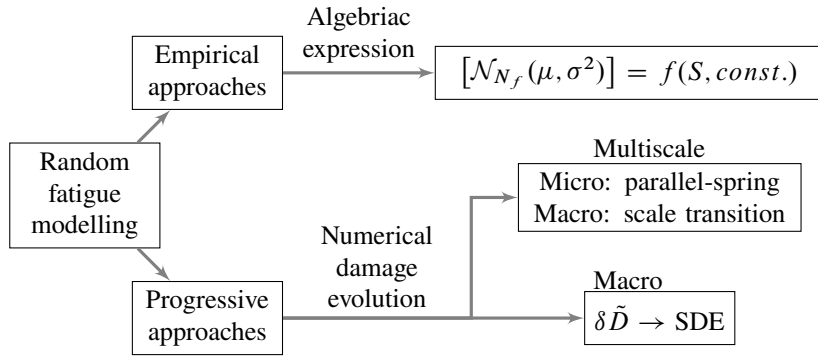 Algebriac
expression
Empirical
approaches
[𝒩_{N_f}(μ, σ²)] = f(S, const.)
Random
fatigue
modelling
Multiscale
Micro: parallel-spring
Macro: scale transition
Numerical
damage
evolution
Progressive
approaches
Macro
δD̃ → SDE